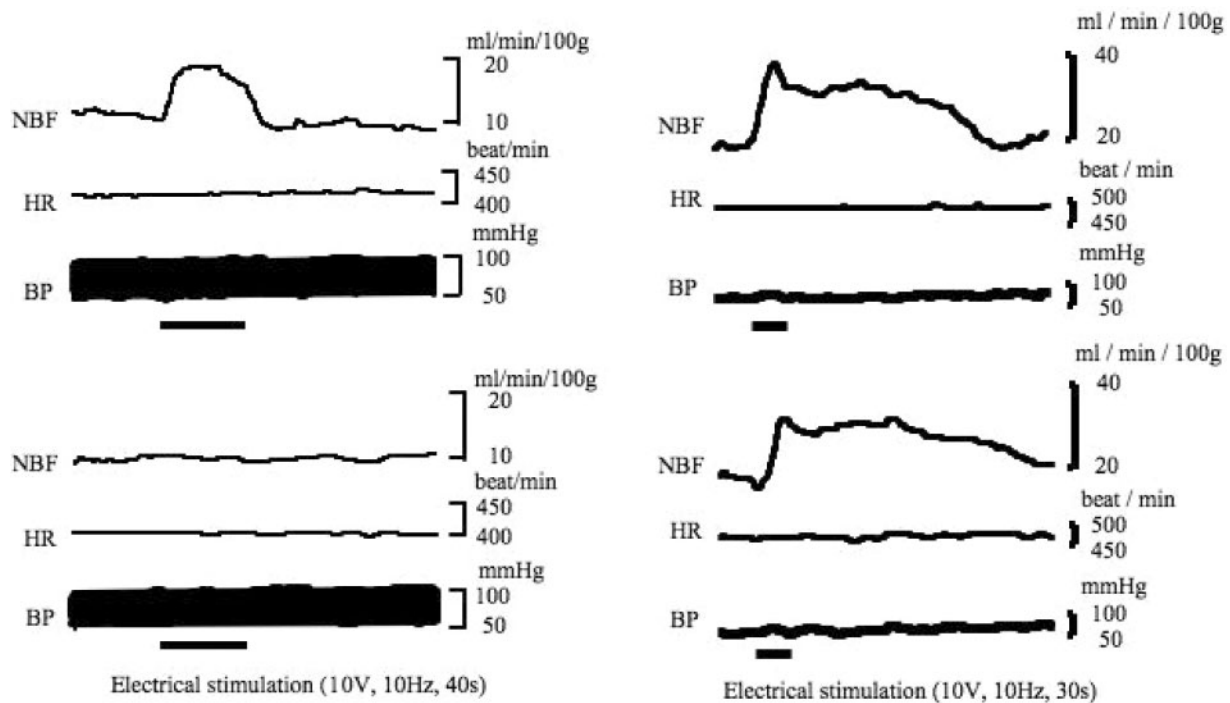 ml/min/100g
20
NBF
10
beat/min
450
HR
400
mmHg
100
BP
50
ml/min/100g
20
NBF
10
beat/min
450
HR
400
mmHg
100
BP
50
Electrical stimulation (10V, 10Hz, 40s)
ml / min / 100g
40
NBF
20
beat / min
HR
500
450
mmHg
BP
100
50
ml / min / 100g
40
NBF
20
beat / min
HR
500
450
mmHg
BP
100
50
Electrical stimulation (10V, 10Hz, 30s)